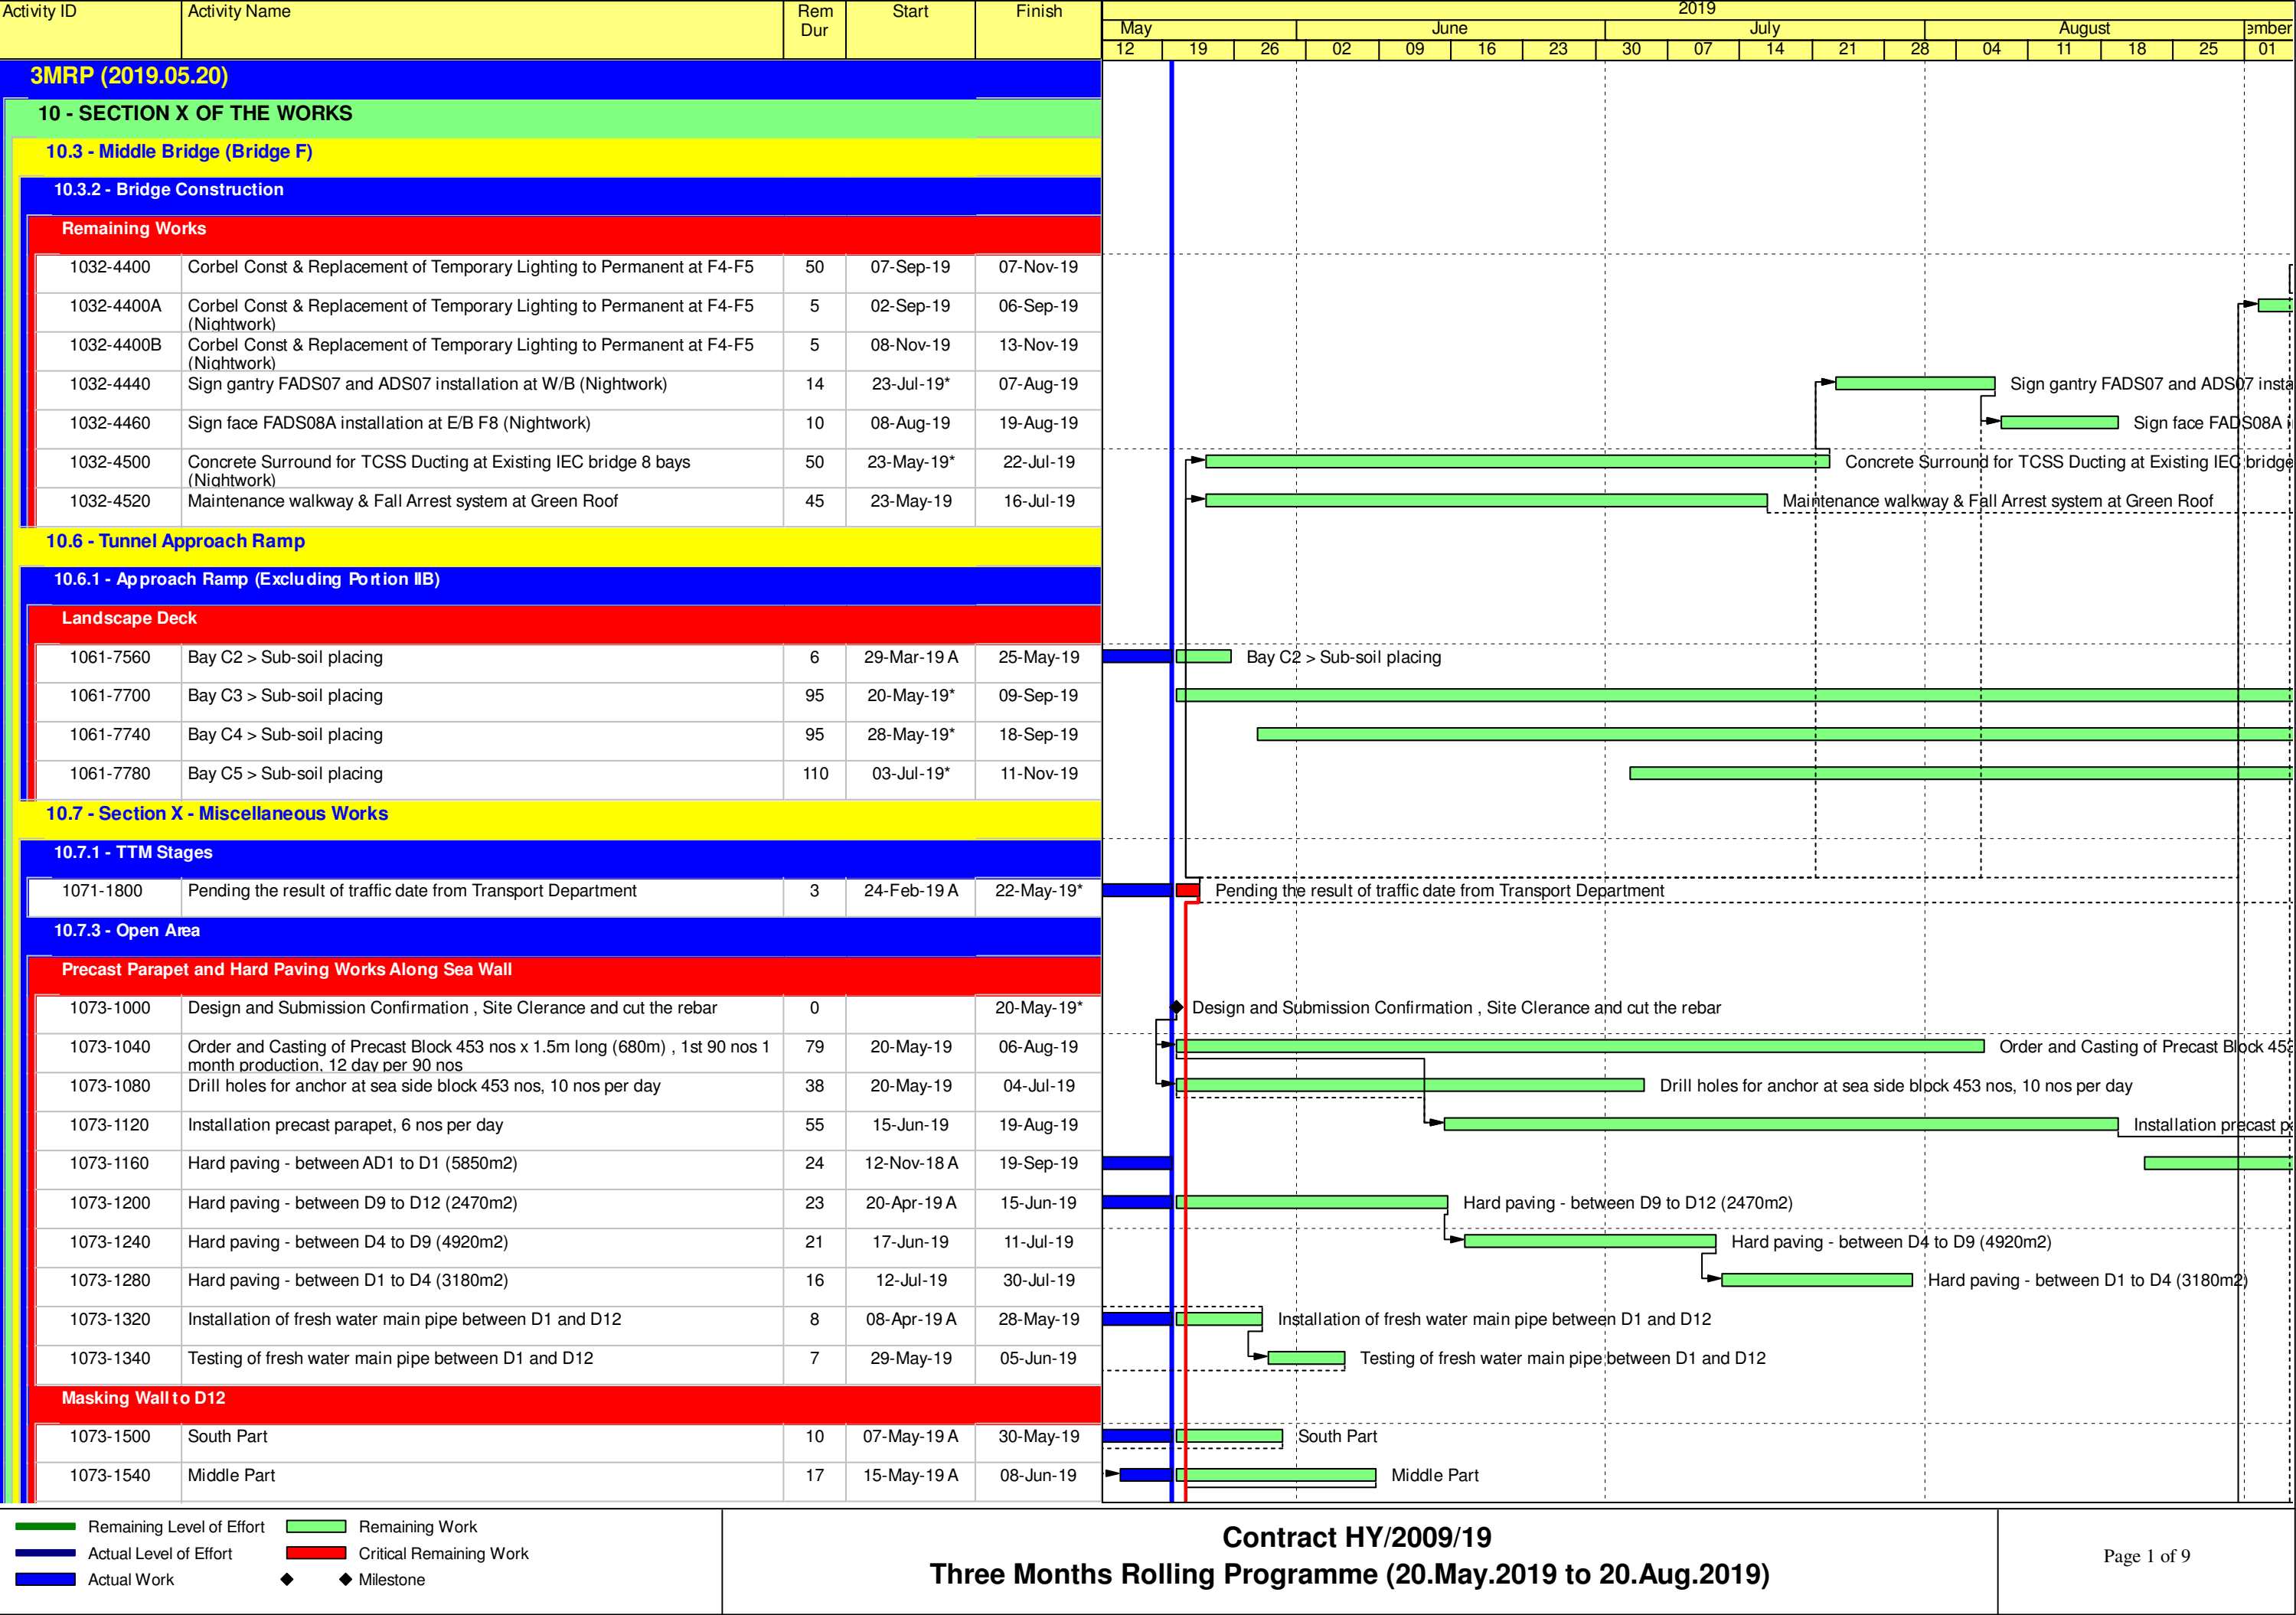 Activity ID Activity Name Rem Dur Start Finish 2019
May June July August ember
12 19 26 02 09 16 23 30 07 14 21 28 04 11 18 25 01
3MRP (2019.05.20)
10 - SECTION X OF THE WORKS
10.3 - Middle Bridge (Bridge F)
10.3.2 - Bridge Construction
Remaining Works
1032-4400 Corbel Const & Replacement of Temporary Lighting to Permanent at F4-F5 50 07-Sep-19 07-Nov-19
1032-4400A Corbel Const & Replacement of Temporary Lighting to Permanent at F4-F5 5 02-Sep-19 06-Sep-19
(Nightwork)
1032-4400B Corbel Const & Replacement of Temporary Lighting to Permanent at F4-F5 5 08-Nov-19 13-Nov-19
(Nightwork)
1032-4440 Sign gantry FADS07 and ADS07 installation at W/B (Nightwork) 14 23-Jul-19* 07-Aug-19 Sign gantry FADS07 and ADS07 insta
1032-4460 Sign face FADS08A installation at E/B F8 (Nightwork) 10 08-Aug-19 19-Aug-19 Sign face FADS08A i
1032-4500 Concrete Surround for TCSS Ducting at Existing IEC bridge 8 bays 50 23-May-19* 22-Jul-19 Concrete Surround for TCSS Ducting at Existing IEC bridge
(Nightwork)
1032-4520 Maintenance walkway & Fall Arrest system at Green Roof 45 23-May-19 16-Jul-19 Maintenance walkway & Fall Arrest system at Green Roof
10.6 - Tunnel Approach Ramp
10.6.1 - Approach Ramp (Excluding Portion IIB)
Landscape Deck
1061-7560 Bay C2 > Sub-soil placing 6 29-Mar-19 A 25-May-19 Bay C2 > Sub-soil placing
1061-7700 Bay C3 > Sub-soil placing 95 20-May-19* 09-Sep-19
1061-7740 Bay C4 > Sub-soil placing 95 28-May-19* 18-Sep-19
1061-7780 Bay C5 > Sub-soil placing 110 03-Jul-19* 11-Nov-19
10.7 - Section X - Miscellaneous Works
10.7.1 - TTM Stages
1071-1800 Pending the result of traffic date from Transport Department 3 24-Feb-19 A 22-May-19* Pending the result of traffic date from Transport Department
10.7.3 - Open Area
Precast Parapet and Hard Paving Works Along Sea Wall
1073-1000 Design and Submission Confirmation , Site Clerance and cut the rebar 0 20-May-19* Design and Submission Confirmation , Site Clerance and cut the rebar
1073-1040 Order and Casting of Precast Block 453 nos x 1.5m long (680m) , 1st 90 nos 1 79 20-May-19 06-Aug-19 Order and Casting of Precast Block 453
month production, 12 day per 90 nos
1073-1080 Drill holes for anchor at sea side block 453 nos, 10 nos per day 38 20-May-19 04-Jul-19 Drill holes for anchor at sea side block 453 nos, 10 nos per day
1073-1120 Installation precast parapet, 6 nos per day 55 15-Jun-19 19-Aug-19 Installation precast pa
1073-1160 Hard paving - between AD1 to D1 (5850m2) 24 12-Nov-18 A 19-Sep-19
1073-1200 Hard paving - between D9 to D12 (2470m2) 23 20-Apr-19 A 15-Jun-19 Hard paving - between D9 to D12 (2470m2)
1073-1240 Hard paving - between D4 to D9 (4920m2) 21 17-Jun-19 11-Jul-19 Hard paving - between D4 to D9 (4920m2)
1073-1280 Hard paving - between D1 to D4 (3180m2) 16 12-Jul-19 30-Jul-19 Hard paving - between D1 to D4 (3180m2)
1073-1320 Installation of fresh water main pipe between D1 and D12 8 08-Apr-19 A 28-May-19 Installation of fresh water main pipe between D1 and D12
1073-1340 Testing of fresh water main pipe between D1 and D12 7 29-May-19 05-Jun-19 Testing of fresh water main pipe between D1 and D12
Masking Wall to D12
1073-1500 South Part 10 07-May-19 A 30-May-19 South Part
1073-1540 Middle Part 17 15-May-19 A 08-Jun-19 Middle Part
Remaining Level of Effort Remaining Work
Actual Level of Effort Critical Remaining Work
Actual Work Milestone
Contract HY/2009/19
Three Months Rolling Programme (20.May.2019 to 20.Aug.2019)
Page 1 of 9